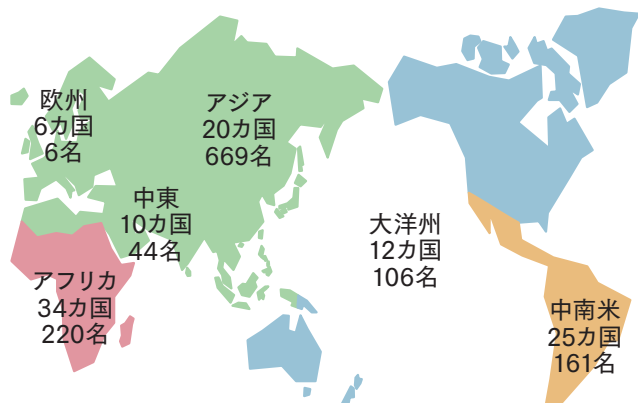 欧州
6カ国
6名
アジア
20カ国
669名
中東
10カ国
44名
大洋州
12カ国
106名
アフリカ
34カ国
220名
中南米
25カ国
161名